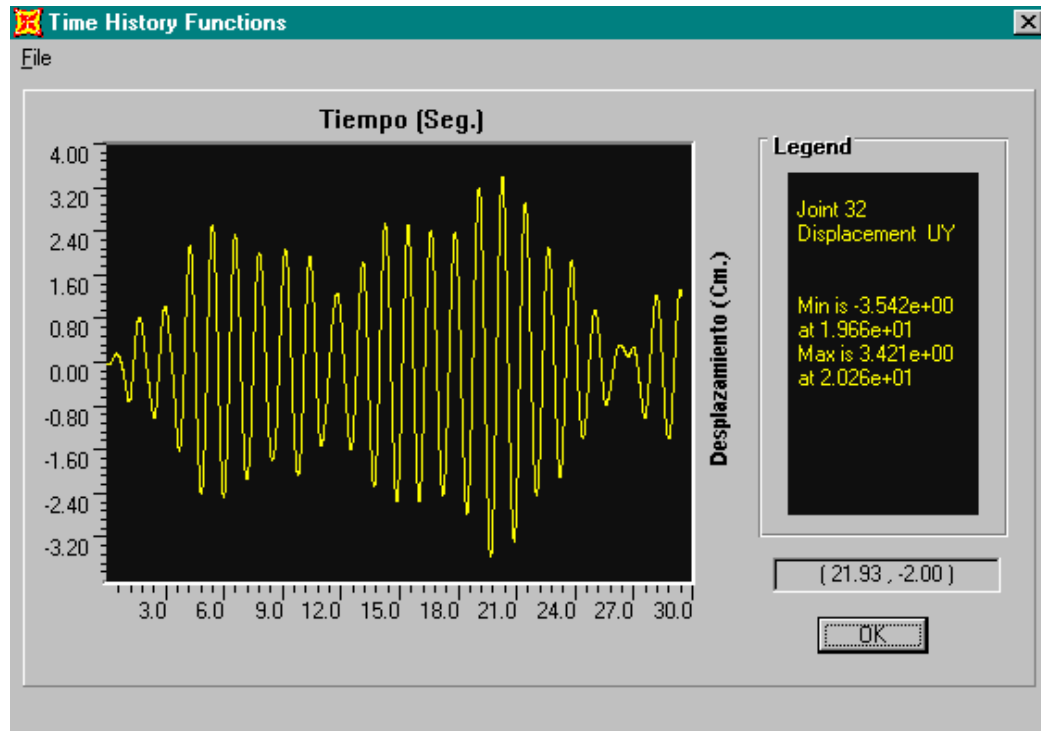 Time History Functions
File
Tiempo (Seg.)
4.00
3.20
2.40
1.60
0.80
0.00
-0.80
-1.60
-2.40
-3.20
3.0 6.0 9.0 12.0 15.0 18.0 21.0 24.0 27.0 30.0
Desplazamiento (Cm.)
Legend
Joint 32
Displacement UY
Min is -3.542e+00
at 1.966e+01
Max is 3.421e+00
at 2.026e+01
( 21.93 , -2.00 )
OK